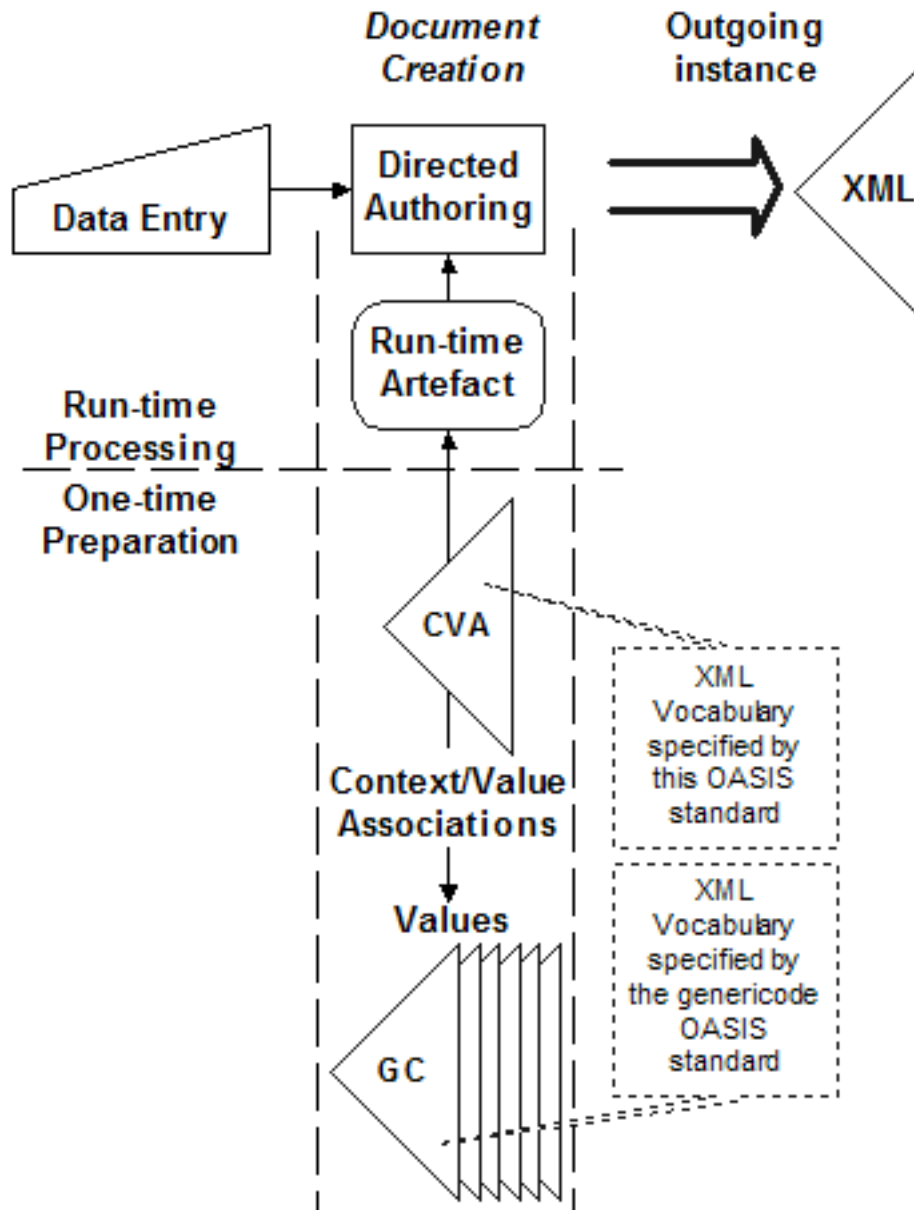 Document
Creation
Outgoing
instance
Data Entry
Directed
Authoring
XML
Run-time
Artefact
Run-time
Processing
One-time
Preparation
CVA
XML
Vocabulary
specified by
this OASIS
standard
Context/Value
Associations
Values
XML
Vocabulary
specified by
the genericode
OASIS
standard
GC